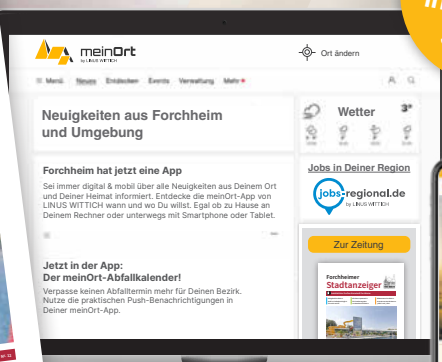 meinOrt
by LINUS WITTICH
Ort ändern
Menü Neues Entdecken Events Verwaltung Mehr
Neuigkeiten aus Forchheim
und Umgebung
Wetter 3°
Forchheim hat jetzt eine App
Sei immer digital & mobil über alle Neuigkeiten aus Deinem Ort
und Deiner Heimat informiert. Entdecke die meinOrt-App von
LINUS WITTICH wann und wo Du willst. Egal ob zu Hause an
Deinem Rechner oder unterwegs mit Smartphone oder Tablet.
Jobs in Deiner Region
jobs-regional.de
by LINUS WITTICH
Jetzt in der App:
Der meinOrt-Abfallkalender!
Verpasse keinen Abfalltermin mehr für Deinen Bezirk.
Nutze die praktischen Push-Benachrichtigungen in
Deiner meinOrt-App.
Zur Zeitung
Forchheimer
Stadtanzeiger